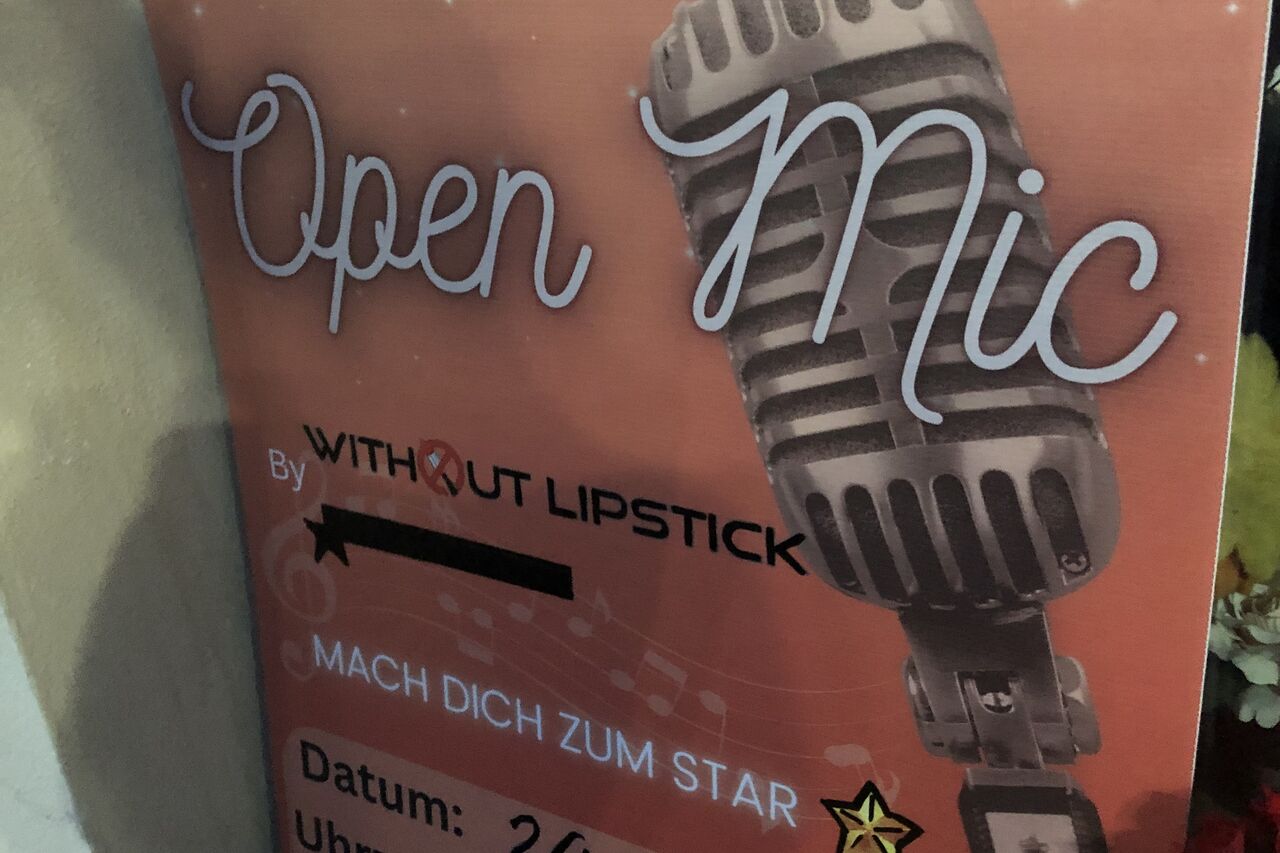 Open Mic
By WITHOUT LIPSTICK
MACH DICH ZUM STAR
Datum: